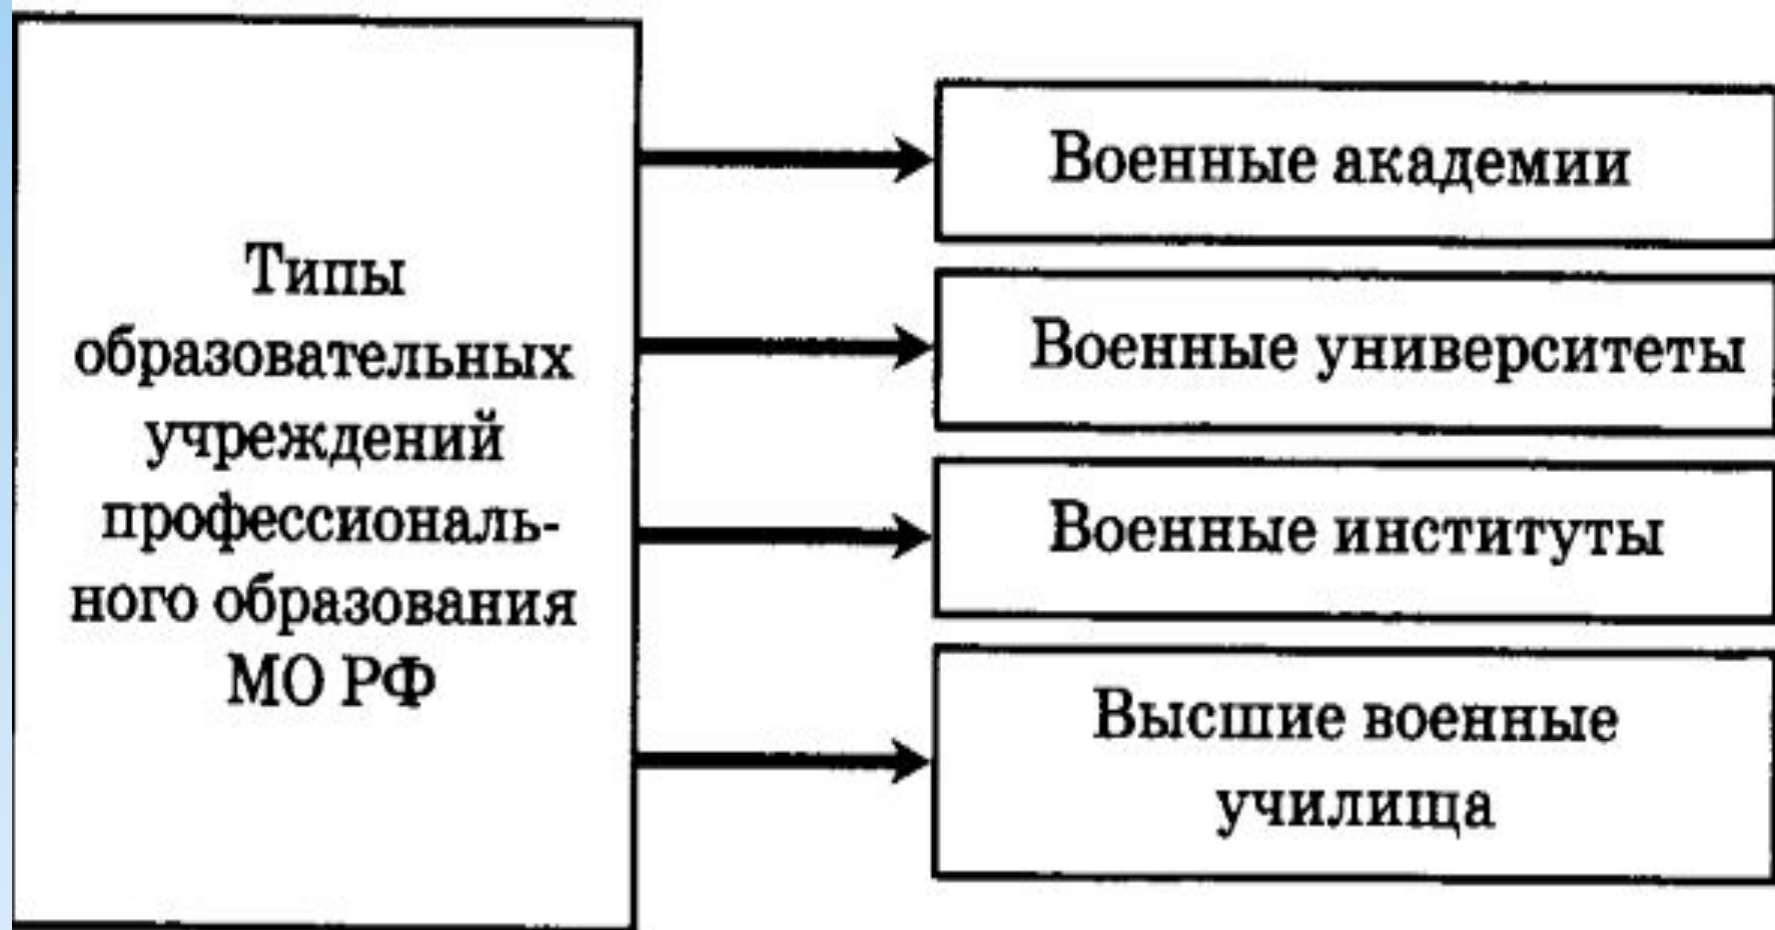 Типы
образовательных
учреждений
профессиональ-
ного образования
МО РФ
Военные академии
Военные университеты
Военные институты
Высшие военные
училища